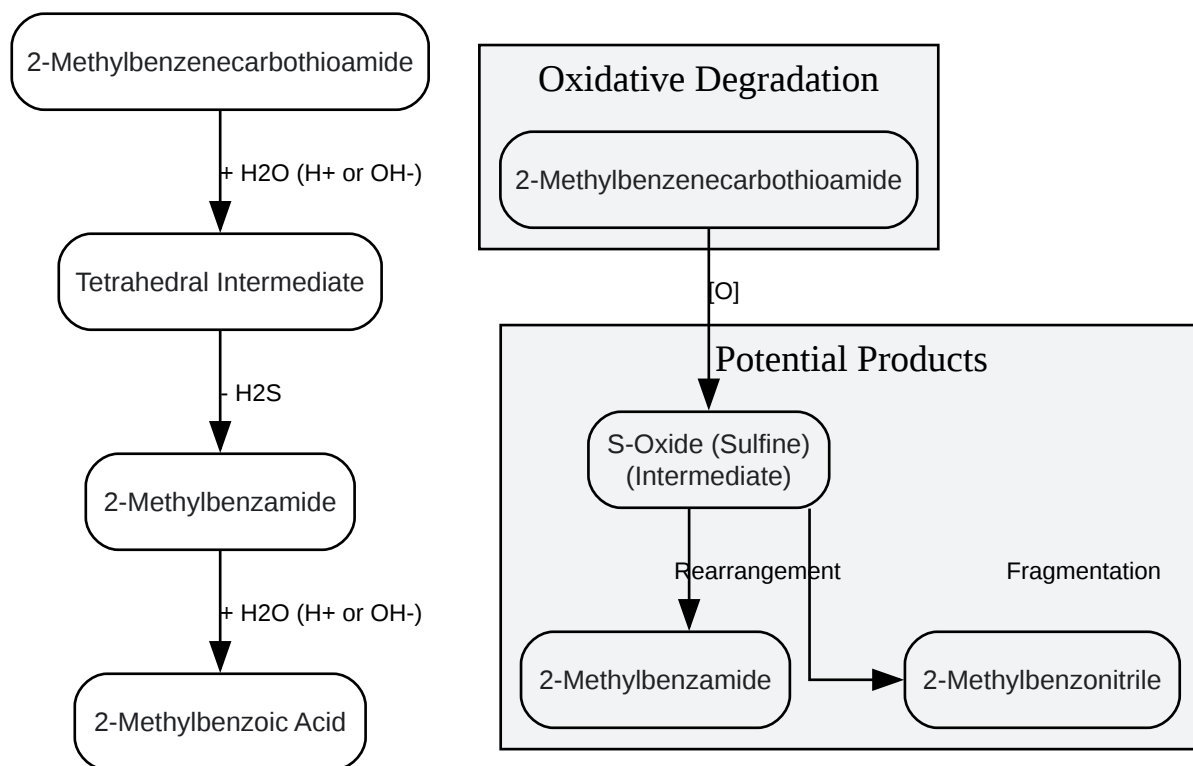 2-Methylbenzenecarbothioamide
+ H2O (H+ or OH-)
Tetrahedral Intermediate
- H2S
2-Methylbenzamide
+ H2O (H+ or OH-)
2-Methylbenzoic Acid
Oxidative Degradation
2-Methylbenzenecarbothioamide
[O]
Potential Products
S-Oxide (Sulfine)
(Intermediate)
Rearrangement
Fragmentation
2-Methylbenzamide
2-Methylbenzonitrile